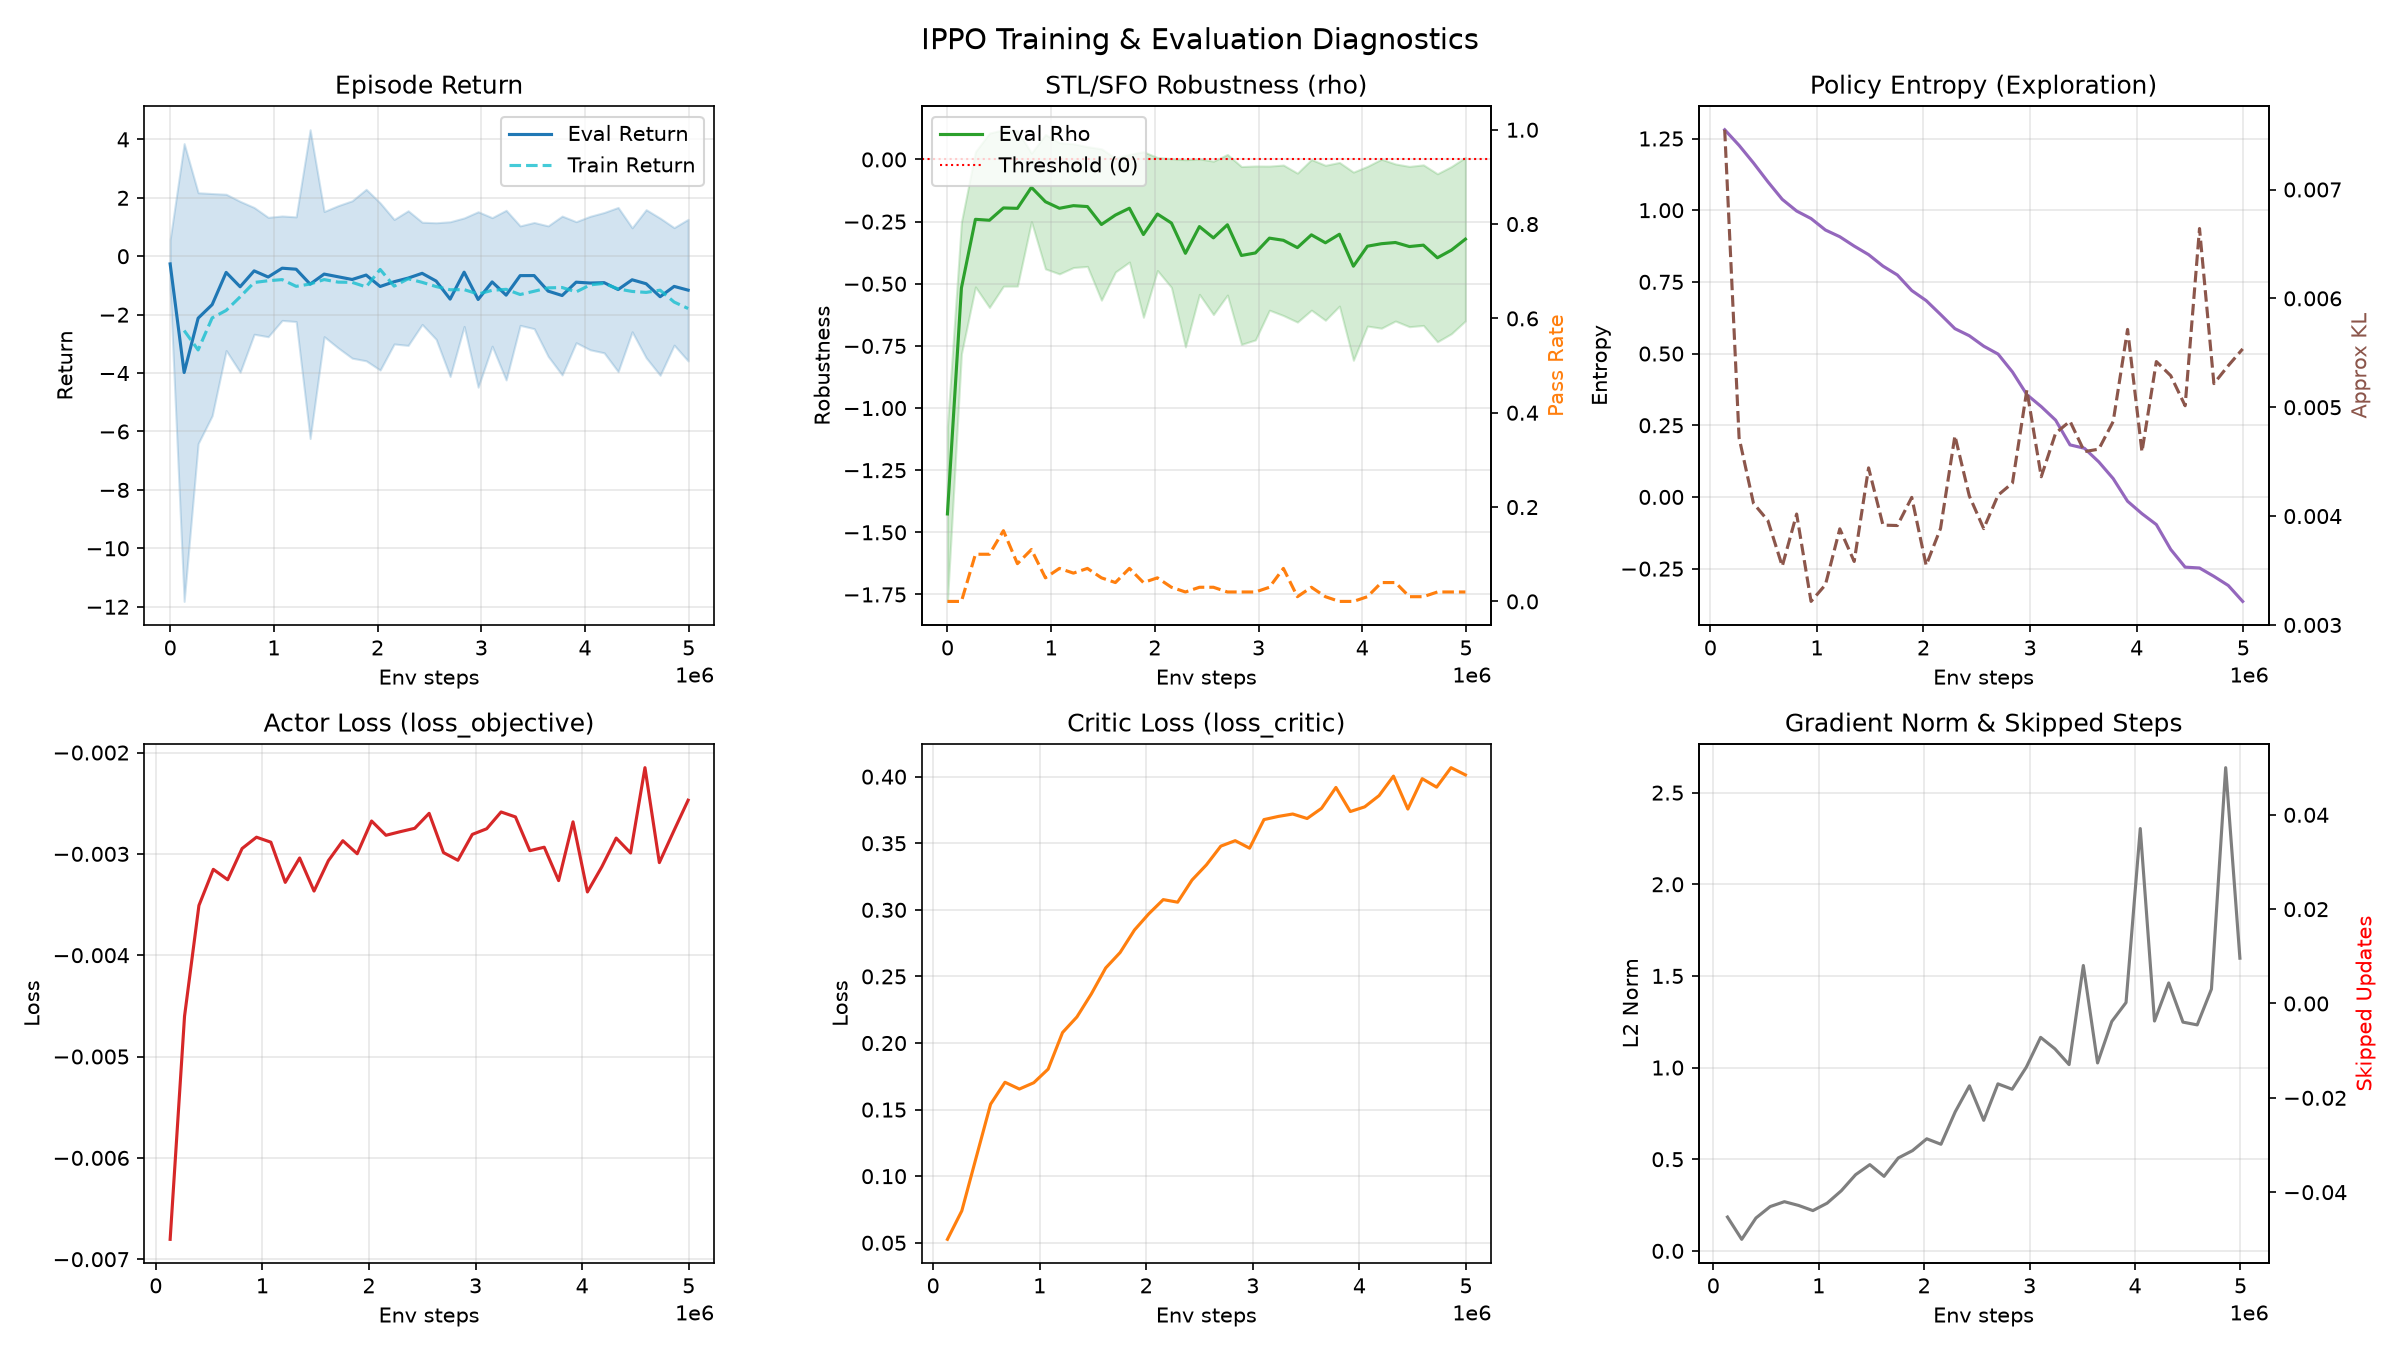 IPPO Training & Evaluation Diagnostics
Episode Return
4
2
0
−2
−4
−6
−8
−10
−12
Return
Eval Return
Train Return
0 1 2 3 4 5
Env steps
1e6
STL/SFO Robustness (rho)
0.00
−0.25
−0.50
−0.75
−1.00
−1.25
−1.50
−1.75
Robustness
Eval Rho
Threshold (0)
1.0
0.8
0.6
0.4
0.2
0.0
Pass Rate
0 1 2 3 4 5
Env steps
1e6
Policy Entropy (Exploration)
1.25
1.00
0.75
0.50
0.25
0.00
−0.25
Entropy
0.007
0.006
0.005
0.004
0.003
Approx KL
0 1 2 3 4 5
Env steps
1e6
Actor Loss (loss_objective)
−0.002
−0.003
−0.004
−0.005
−0.006
−0.007
Loss
0 1 2 3 4 5
Env steps
1e6
Critic Loss (loss_critic)
0.40
0.35
0.30
0.25
0.20
0.15
0.10
0.05
Loss
0 1 2 3 4 5
Env steps
1e6
Gradient Norm & Skipped Steps
2.5
2.0
1.5
1.0
0.5
0.0
L2 Norm
0.04
0.02
0.00
−0.02
−0.04
Skipped Updates
0 1 2 3 4 5
Env steps
1e6